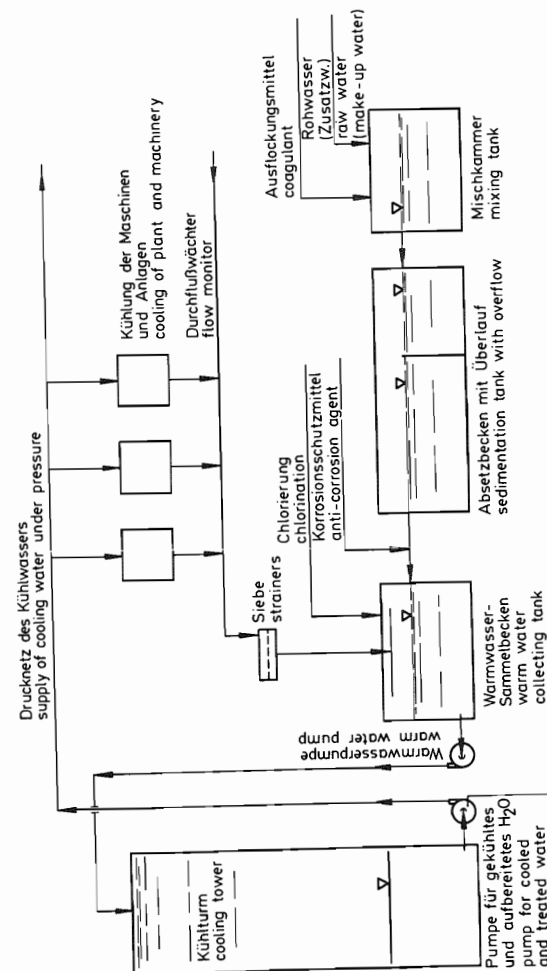 Drucknetz des Kühlwassers
supply of cooling water under pressure
Kühlung der Maschinen
und Anlagen
cooling of plant and machinery
Durchflußwächter
flow monitor
Siebe
strainers
Chlorierung
chlorination
Korrosionsschutzmittel
anti-corrosion agent
Ausflockungsmittel
coagulant
Rohwasser
(Zusatzw.)
raw water
(make-up water)
Kühlturm
cooling tower
Warmwasserpumpe
warm water pump
Pumpe für gekühltes
und aufbereitetes H₂O
pump for cooled
and treated water
Warmwasser-
Sammelbecken
warm water
collecting tank
Absetzbecken mit Überlauf
sedimentation tank with overflow
Mischkammer
mixing tank